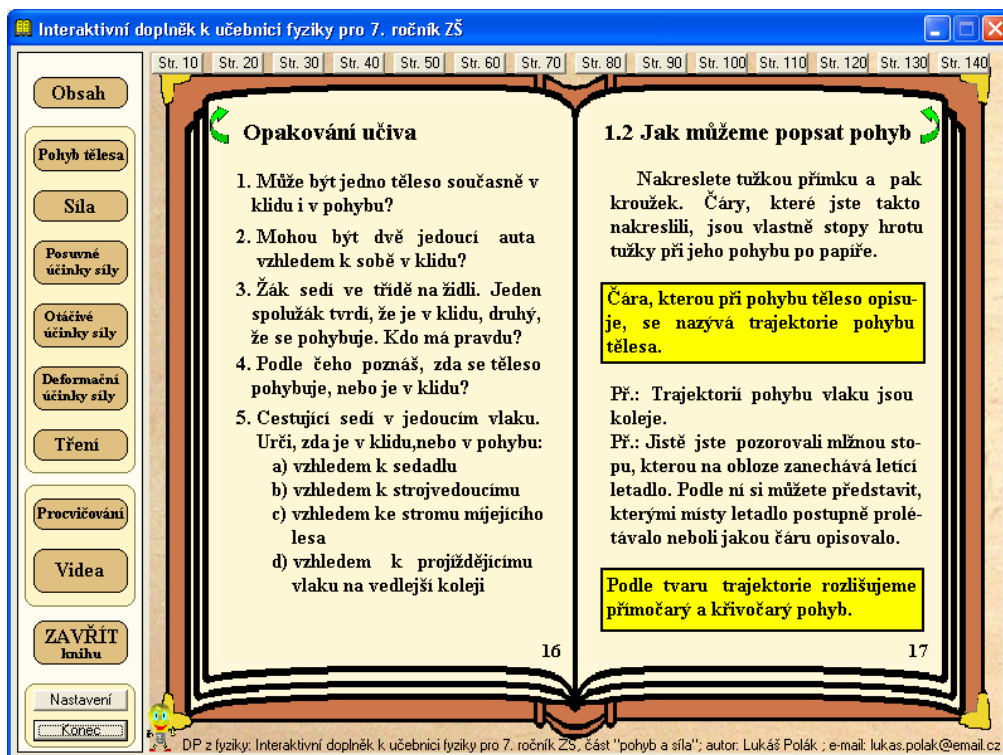 Interaktivní doplněk k učebnici fyziky pro 7. ročník ZŠ
Str. 10 Str. 20 Str. 30 Str. 40 Str. 50 Str. 60 Str. 70 Str. 80 Str. 90 Str. 100 Str. 110 Str. 120 Str. 130 Str. 140
Obsah
Pohyb tělesa
Síla
Posuvné
účinky síly
Otáčivé
účinky síly
Deformační
účinky síly
Tření
Procvičování
Videa
ZAVŘÍT
knihu
Nastavení
Konec
Opakování učiva
1. Může být jedno těleso současně v
klidu i v pohybu?
2. Mohou být dvě jedoucí auta
vzhledem k sobě v klidu?
3. Žák sedí ve třídě na židli. Jeden
spolužák tvrdí, že je v klidu, druhý,
že se pohybuje. Kdo má pravdu?
4. Podle čeho poznáš, zda se těleso
pohybuje, nebo je v klidu?
5. Cestující sedí v jedoucím vlaku.
Urči, zda je v klidu,nebo v pohybu:
a) vzhledem k sedadlu
b) vzhledem k strojvedoucímu
c) vzhledem ke stromu míjejícího
lesa
d) vzhledem k projíždějícímu
vlaku na vedlejší koleji
16
1.2 Jak můžeme popsat pohyb
Nakreslete tužkou přímku a pak
kroužek. Čáry, které jste takto
nakreslili, jsou vlastně stopy hrotu
tužky při jeho pohybu po papíře.
Čára, kterou při pohybu těleso opisu-
je, se nazývá trajektorie pohybu
tělesa.
Př.: Trajektorií pohybu vlaku jsou
koleje.
Př.: Jistě jste pozorovali mlžnou sto-
pu, kterou na obloze zanechává letící
letadlo. Podle ní si můžete představit,
kterými místy letadlo postupně prolé-
távalo neboli jakou čáru opisovalo.
Podle tvaru trajektorie rozlišujeme
přímočarý a křivočarý pohyb.
17
DP z fyziky: Interaktivní doplněk k učebnici fyziky pro 7. ročník ZŠ, část "pohyb a síla"; autor: Lukáš Polák ; e-mail: lukas.polak@email.cz